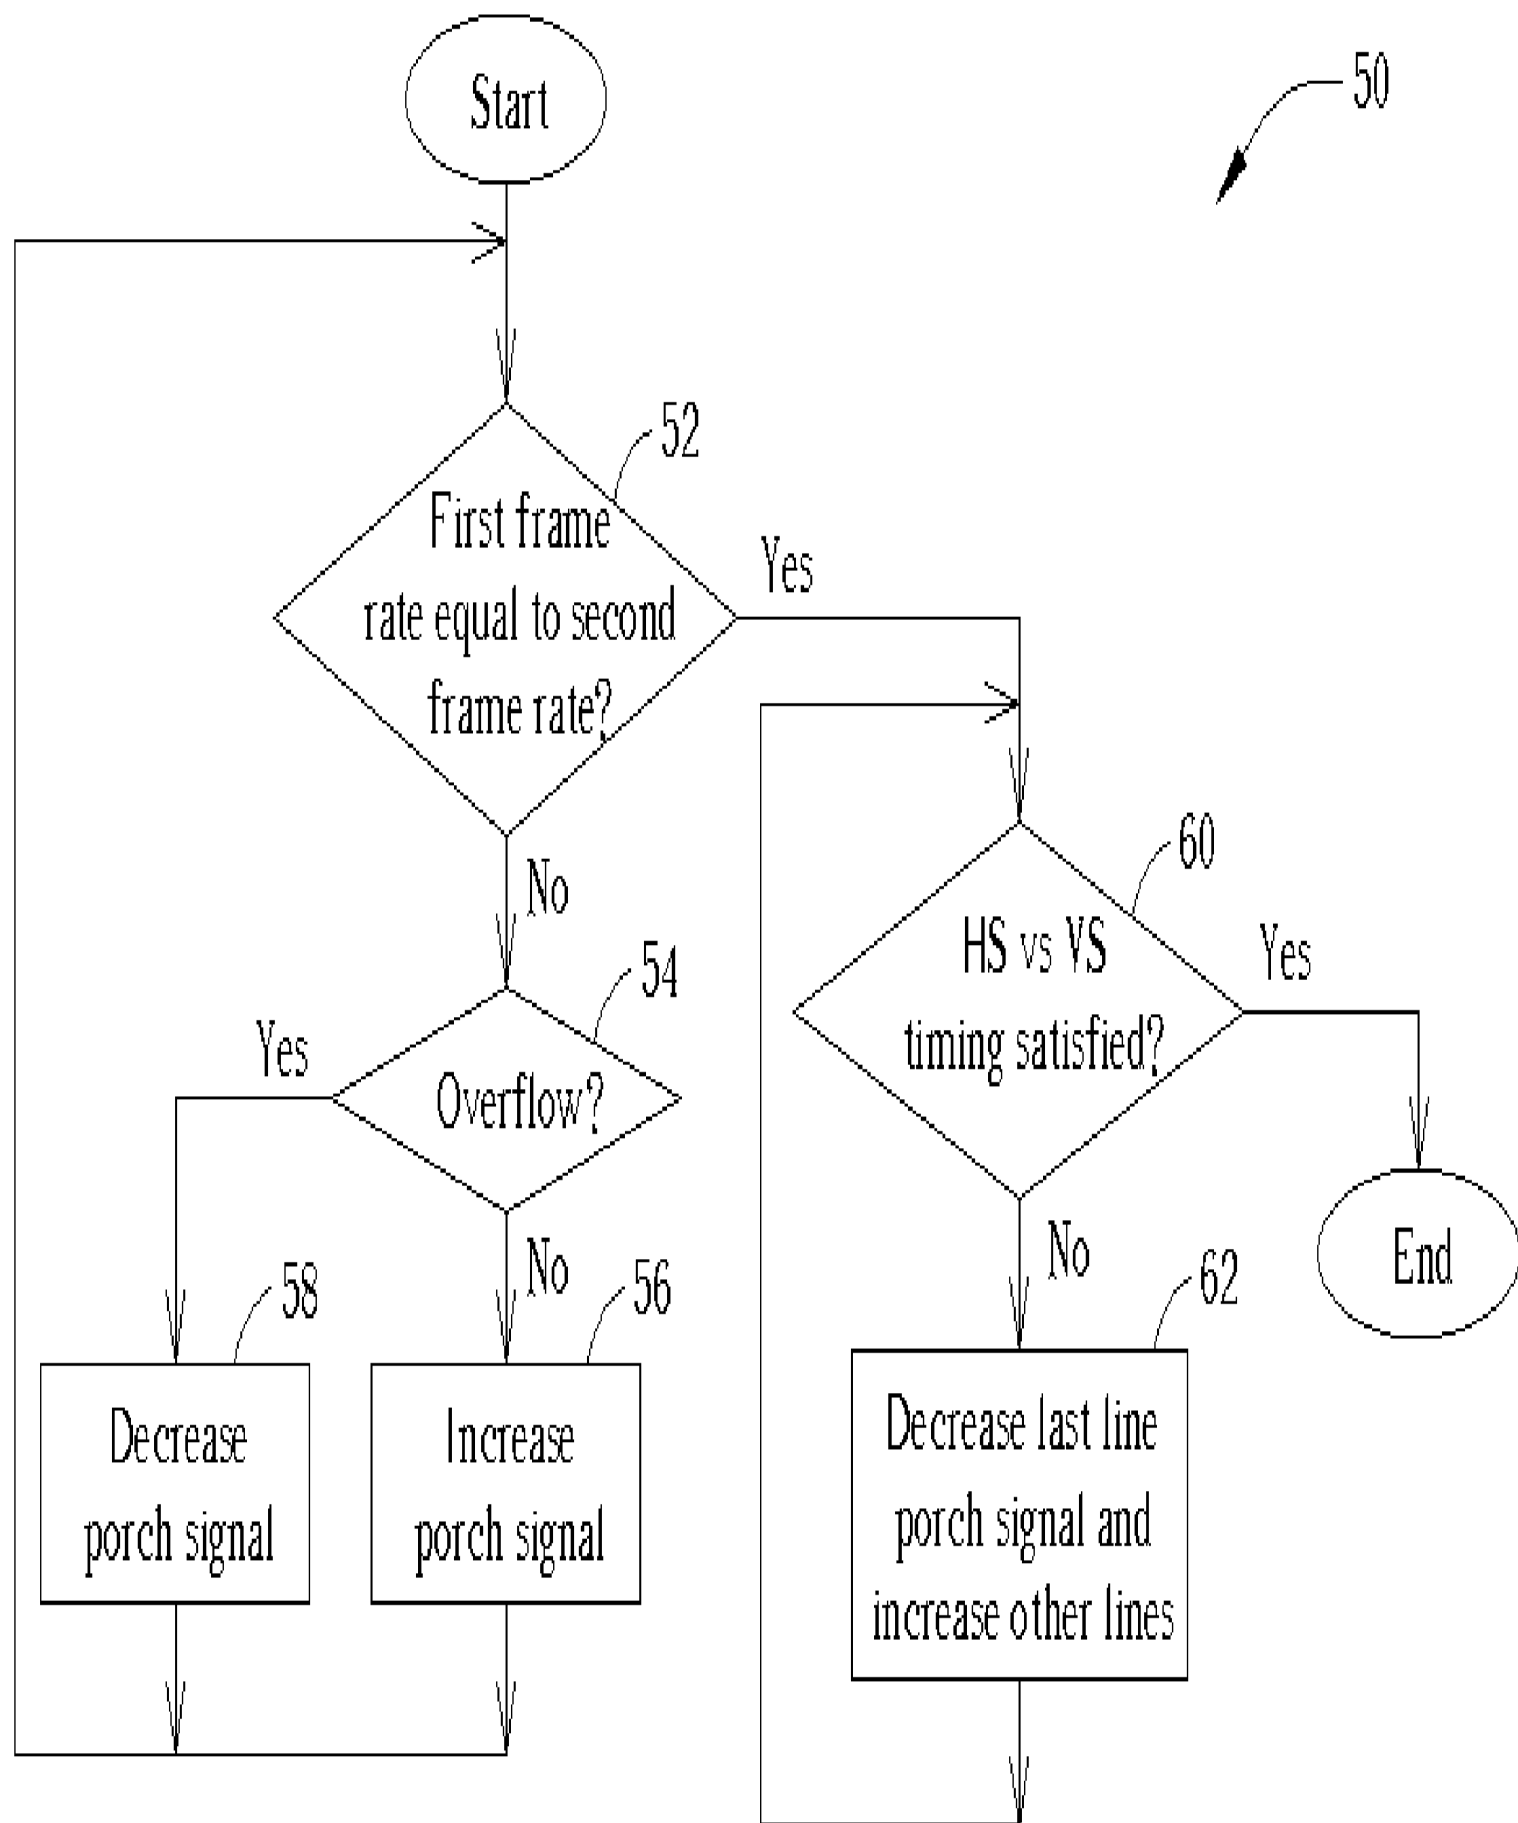 Start
50
52
First frame
rate equal to second
frame rate?
Yes
No
54
Overflow?
Yes
No
58
Decrease
porch signal
56
Increase
porch signal
60
HS vs VS
timing satisfied?
Yes
No
End
62
Decrease last line
porch signal and
increase other lines